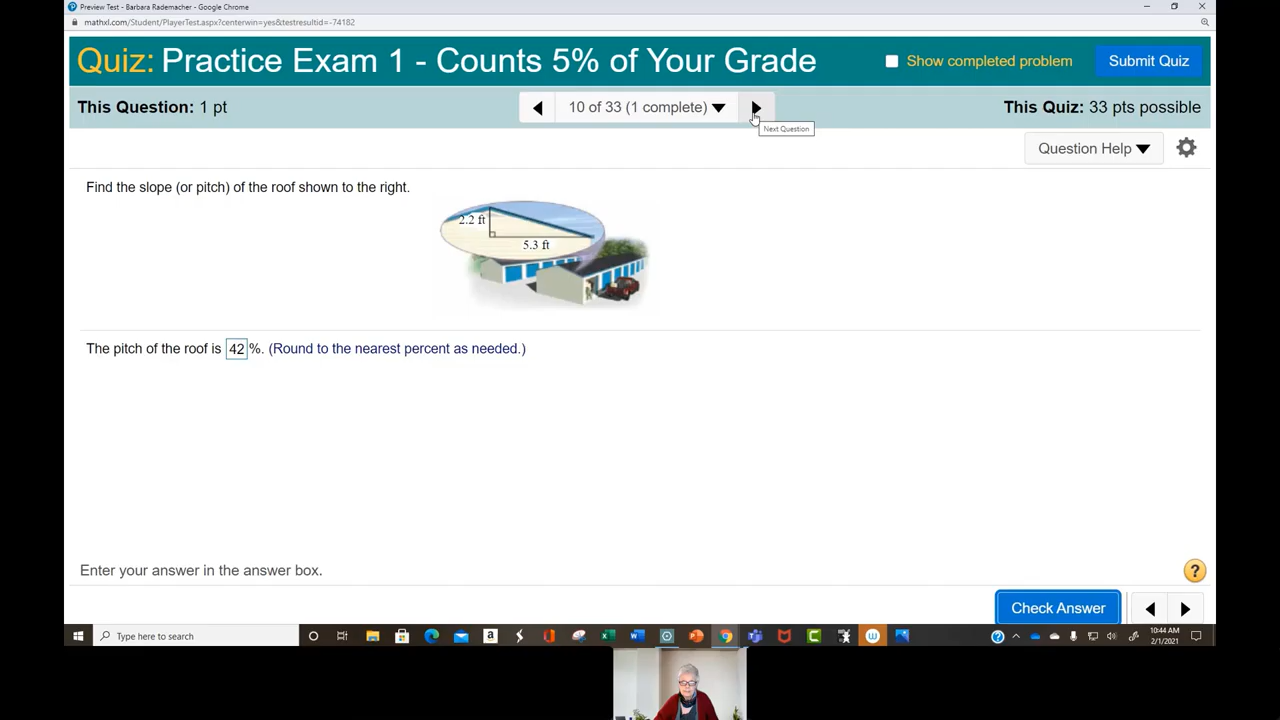 Preview Test - Barbara Rademacher - Google Chrome
mathxl.com/Student/PlayerTest.aspx?centerwin=yes&testresultid=-74182
Quiz: Practice Exam 1 - Counts 5% of Your Grade
Show completed problem
Submit Quiz
This Question: 1 pt
10 of 33 (1 complete)
This Quiz: 33 pts possible
Next Question
Question Help
Find the slope (or pitch) of the roof shown to the right.
2.2 ft
5.3 ft
The pitch of the roof is 42 %. (Round to the nearest percent as needed.)
Enter your answer in the answer box.
?
Check Answer
Type here to search
10:44 AM
2/1/2021